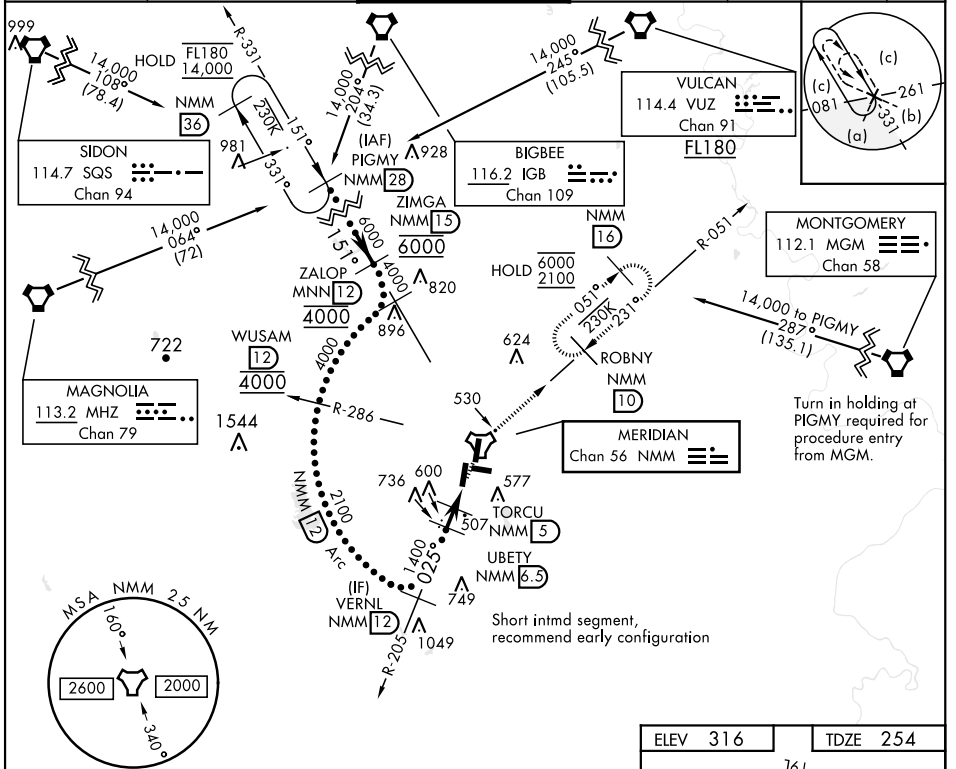 999
14,000
108°
(78.4)
HOLD
FL180
14,000
R-331
NMM
36
230K
151°
331°
981
SIDON
114.7 SQS
Chan 94
14,000
204°
(34.3)
(IAF)
PIGMY
NMM 28
928
BIGBEE
116.2 IGB
Chan 109
14,000
245°
(105.5)
VULCAN
114.4 VUZ
Chan 91
FL180
(c)
(c)
081
261
(b)
331
(a)
ZIMGA
NMM 15
6000
6000
151°
4000
820
14,000
064°
(72)
ZALOP
MNN 12
4000
896
NMM
16
HOLD
6000
2100
051°
230K
231°
R-051
MONTGOMERY
112.1 MGM
Chan 58
14,000 to PIGMY
287°
(135.1)
722
WUSAM
12
4000
4000
624
ROBNY
NMM
10
MAGNOLIA
113.2 MHZ
Chan 79
R-286
1544
530
MERIDIAN
Chan 56 NMM
Turn in holding at
PIGMY required for
procedure entry
from MGM.
736
600
577
2100
NMM 12 Arc
507
TORCU
NMM 5
1400
025°
UBETY
NMM 6.5
(IF)
VERNL
NMM 12
749
1049
R-205
Short intmd segment,
recommend early configuration
MSA NMM 25 NM
160°
2600
2000
340°
ELEV 316
TDZE 254